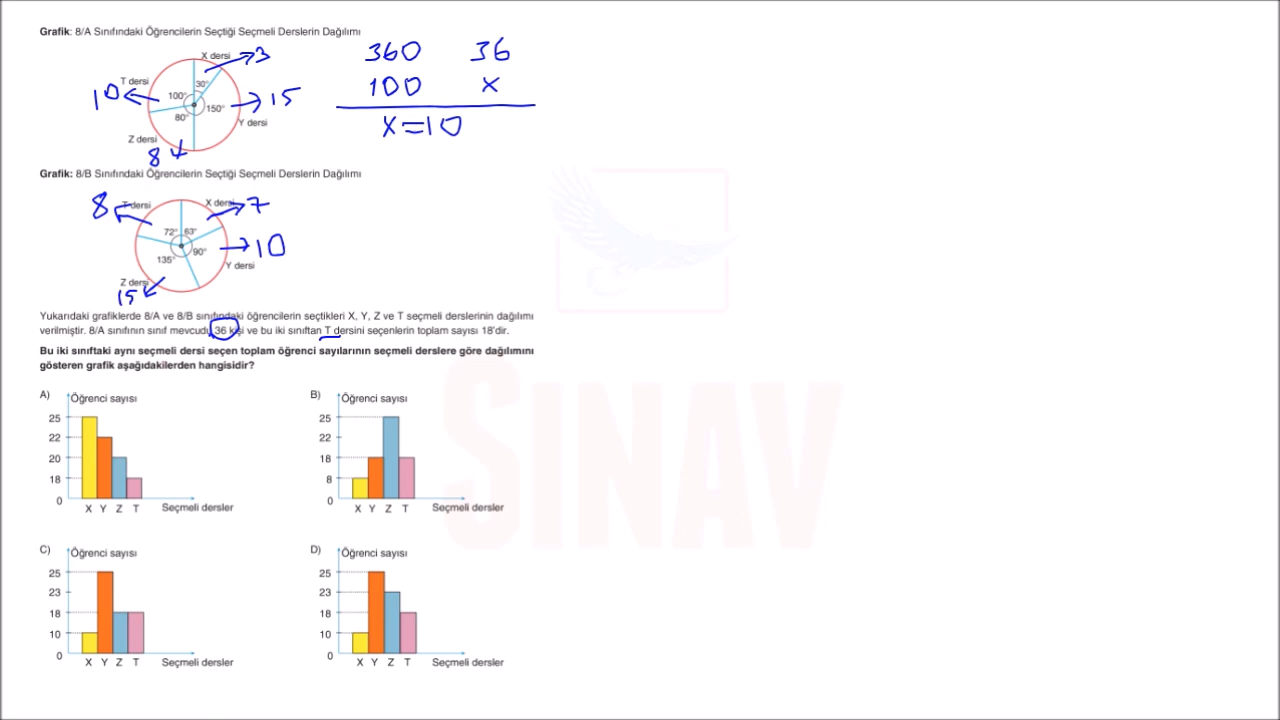 Grafik: 8/A Sınıfındaki Öğrencilerin Seçtiği Seçmeli Derslerin Dağılımı
X dersi
3
T dersi
10
30°
100°
150°
15
80°
Y dersi
Z dersi
8
360 36
100 X
X=10
Grafik: 8/B Sınıfındaki Öğrencilerin Seçtiği Seçmeli Derslerin Dağılımı
8
T dersi
X dersi
7
72° 63°
90°
10
135°
Y dersi
Z dersi
15
Yukarıdaki grafiklerde 8/A ve 8/B sınıfındaki öğrencilerin seçtikleri X, Y, Z ve T seçmeli derslerinin dağılımı
verilmiştir. 8/A sınıfının sınıf mevcudu 36 kişi ve bu iki sınıftan T dersini seçenlerin toplam sayısı 18'dir.
Bu iki sınıftaki aynı seçmeli dersi seçen toplam öğrenci sayılarının seçmeli derslere göre dağılımını
gösteren grafik aşağıdakilerden hangisidir?
A) Öğrenci sayısı
25
22
20
18
0
X Y Z T Seçmeli dersler
B) Öğrenci sayısı
25
22
18
8
0
X Y Z T Seçmeli dersler
C) Öğrenci sayısı
25
23
18
10
0
X Y Z T Seçmeli dersler
D) Öğrenci sayısı
25
23
18
10
0
X Y Z T Seçmeli dersler
SINAV